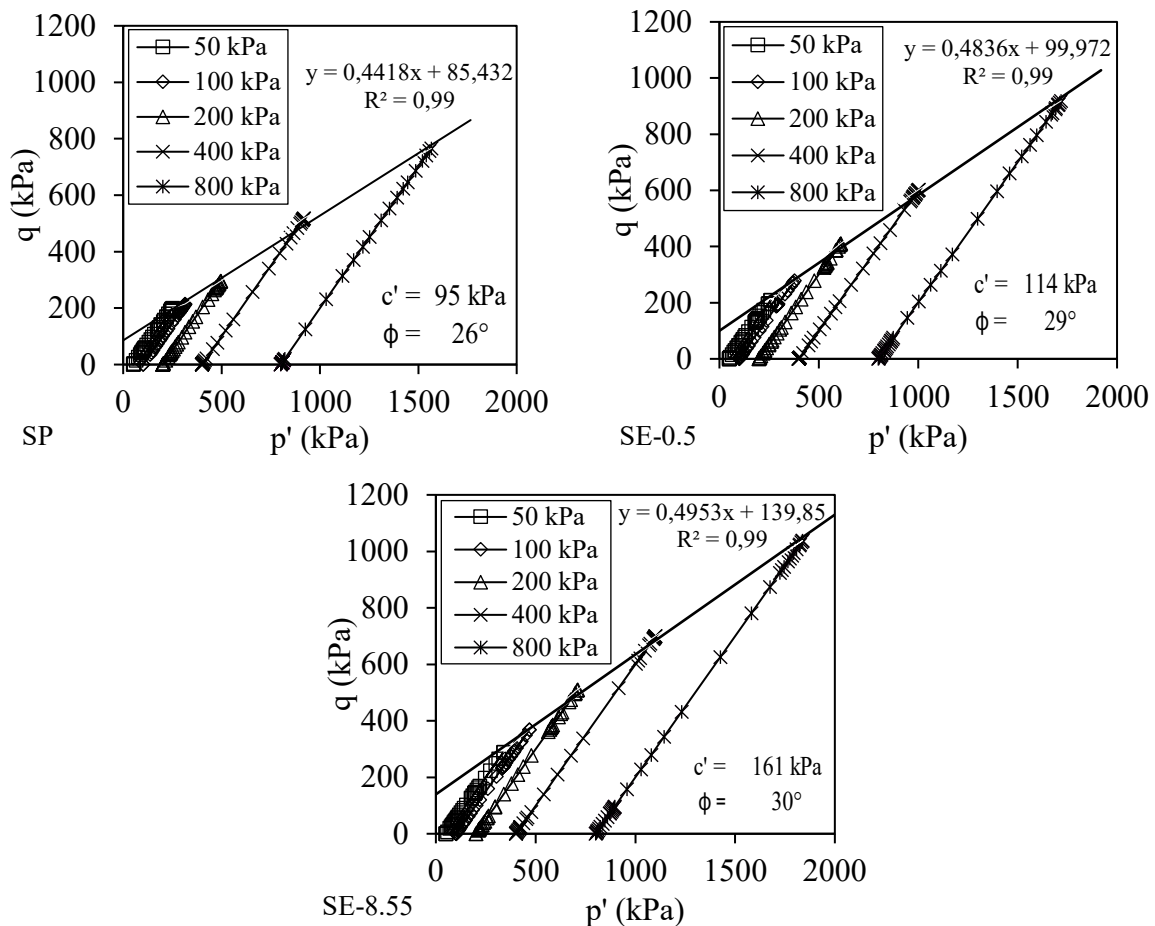 1200
1000
800
600
400
200
0
q (kPa)
50 kPa
100 kPa
200 kPa
400 kPa
800 kPa
y = 0,4418x + 85,432
R² = 0,99
c' = 95 kPa
ϕ = 26°
0 500 1000 1500 2000
SP
p' (kPa)
1200
1000
800
600
400
200
0
q (kPa)
50 kPa
100 kPa
200 kPa
400 kPa
800 kPa
y = 0,4836x + 99,972
R² = 0,99
c' = 114 kPa
ϕ = 29°
0 500 1000 1500 2000
SE-0.5
p' (kPa)
1200
1000
800
600
400
200
0
q (kPa)
50 kPa
100 kPa
200 kPa
400 kPa
800 kPa
y = 0,4953x + 139,85
R² = 0,99
c' = 161 kPa
ϕ = 30°
0 500 1000 1500 2000
SE-8.55
p' (kPa)